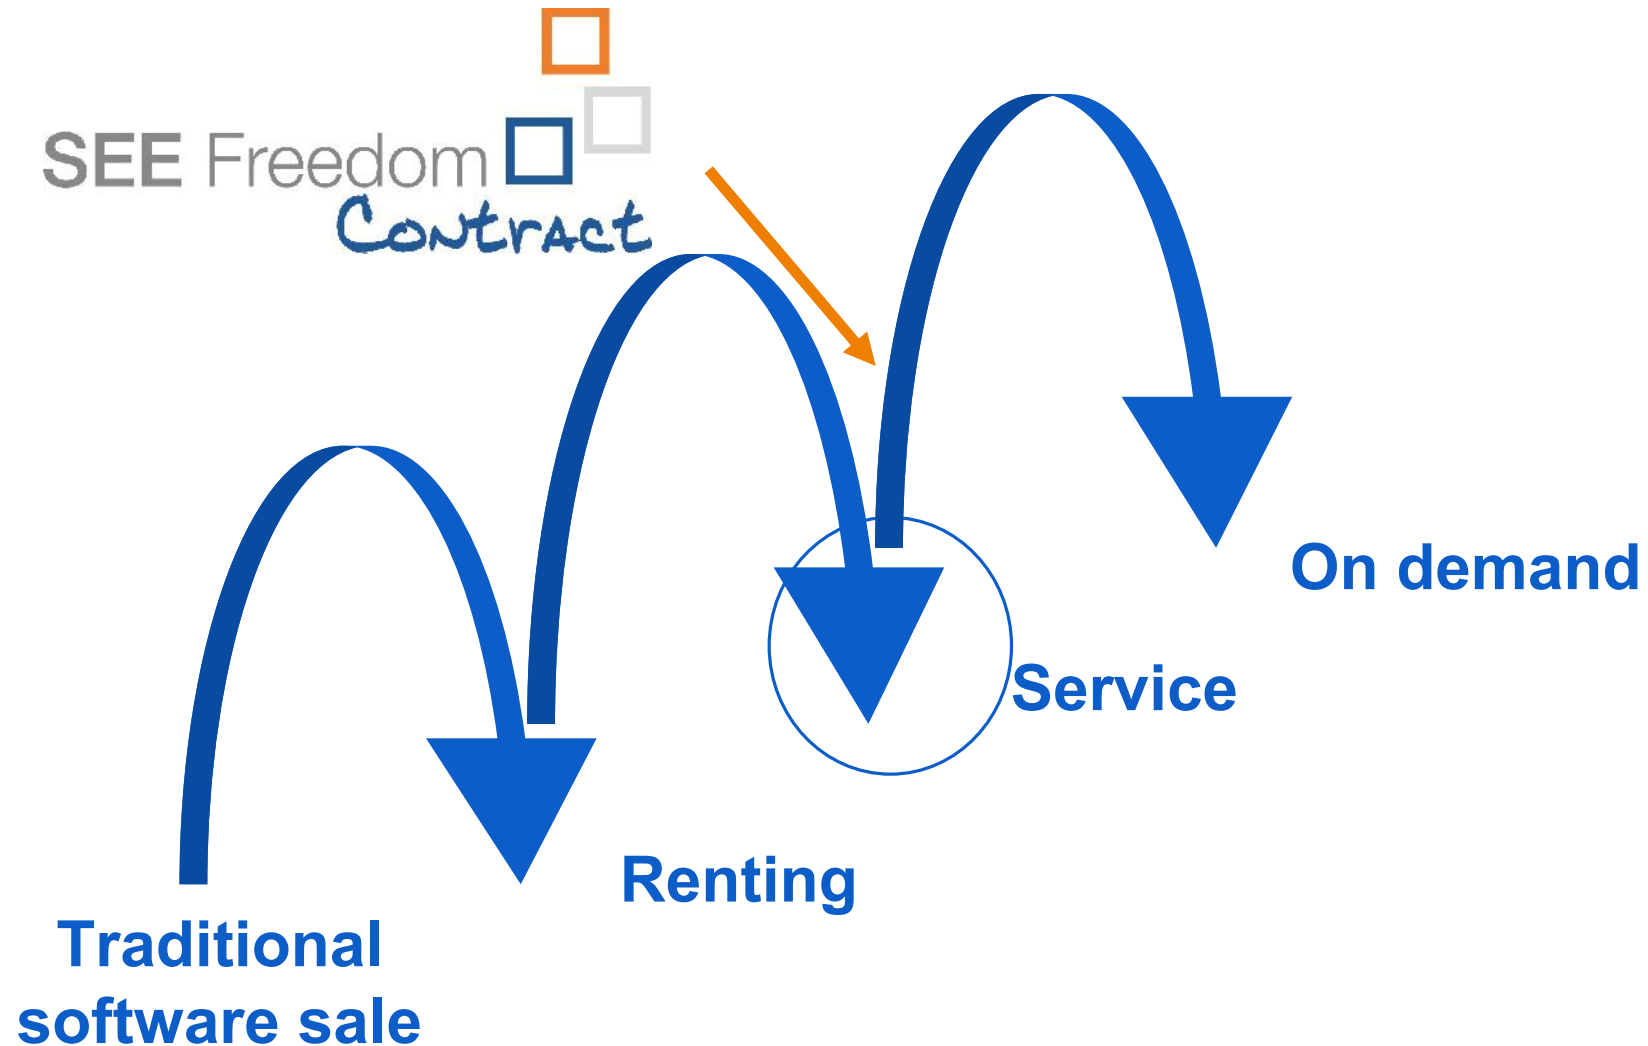 SEE Freedom
Contract
On demand
Service
Renting
Traditional
software sale